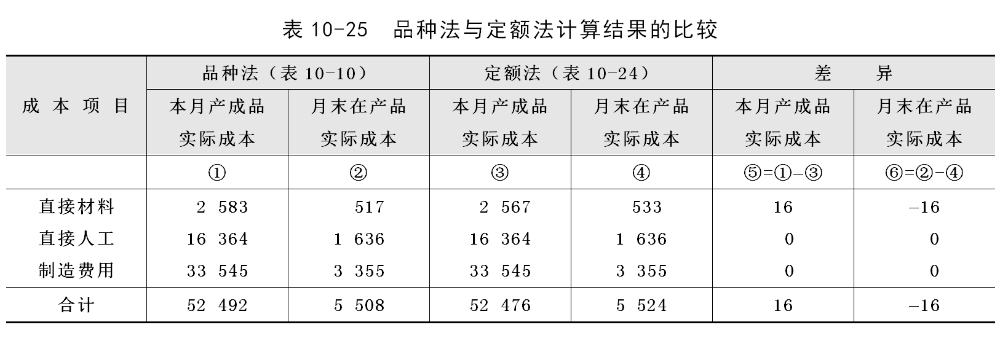 表 10-25 品种法与定额法计算结果的比较
成本项目 品种法（表 10-10） 定额法（表 10-24） 差 异
本月产成品 月末在产品 本月产成品 月末在产品 本月产成品 月末在产品
实际成本 实际成本 实际成本 实际成本 实际成本 实际成本
① ② ③ ④ ⑤=①-③ ⑥=②-④
直接材料 2 583 517 2 567 533 16 -16
直接人工 16 364 1 636 16 364 1 636 0 0
制造费用 33 545 3 355 33 545 3 355 0 0
合计 52 492 5 508 52 476 5 524 16 -16